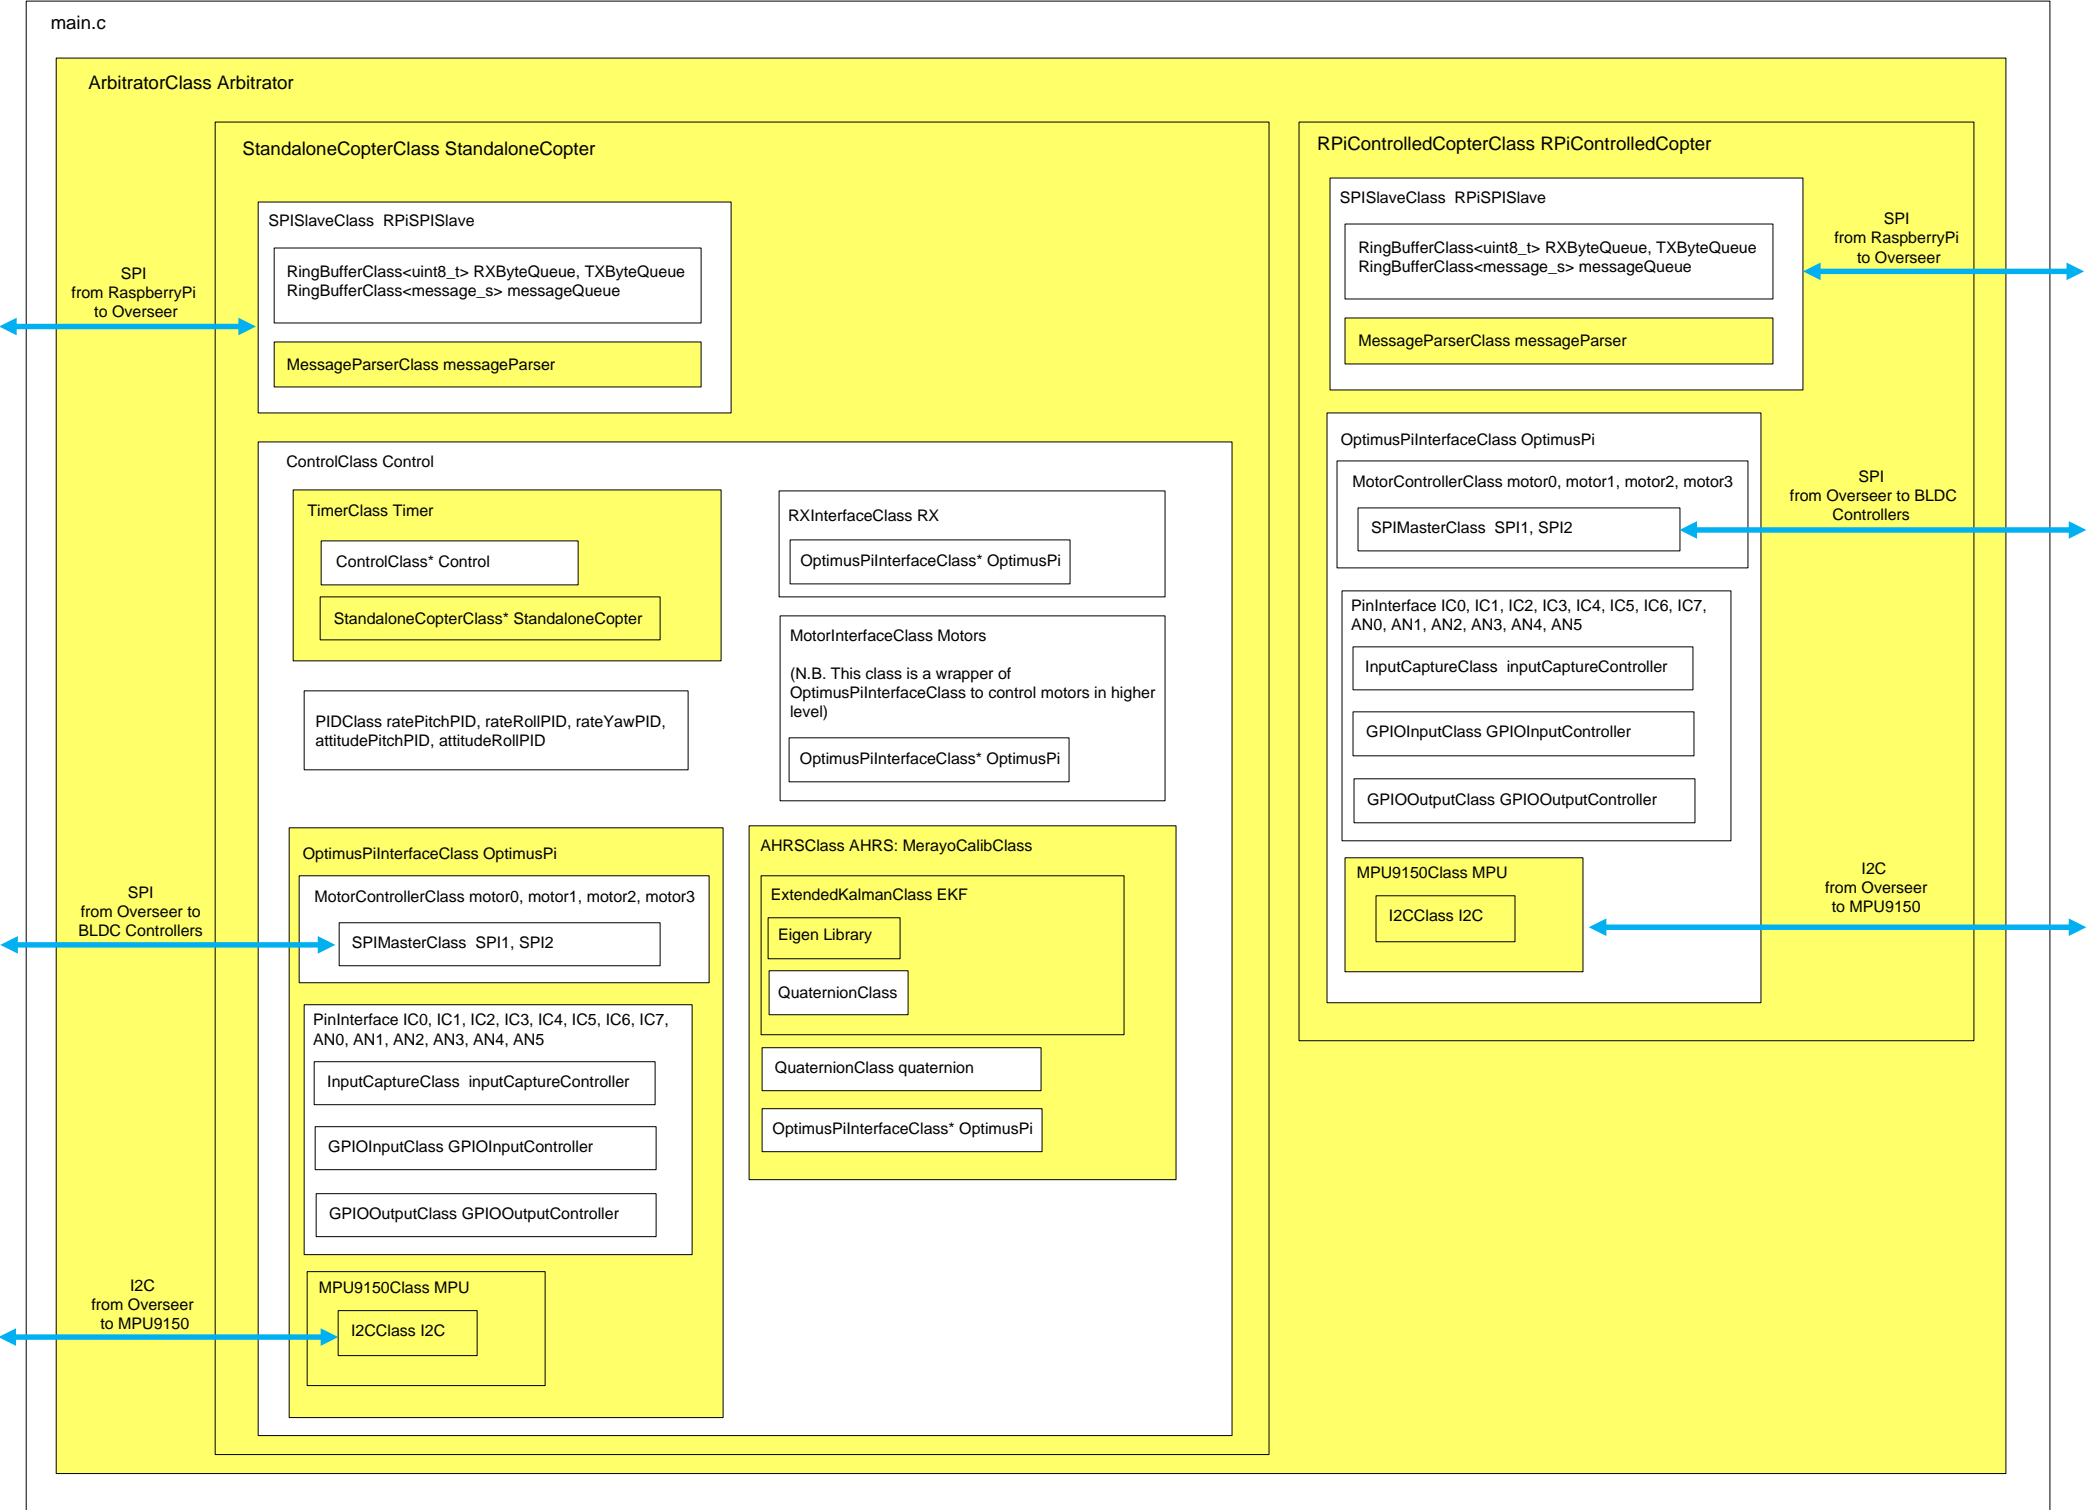 main.c
ArbitratorClass Arbitrator
StandaloneCopterClass StandaloneCopter
SPISlaveClass  RPiSPISlave
RingBufferClass<uint8_t> RXByteQueue, TXByteQueue
RingBufferClass<message_s> messageQueue
MessageParserClass messageParser
SPI
from RaspberryPi
to Overseer
ControlClass Control
TimerClass Timer
ControlClass* Control
StandaloneCopterClass* StandaloneCopter
PIDClass ratePitchPID, rateRollPID, rateYawPID,
attitudePitchPID, attitudeRollPID
RXInterfaceClass RX
OptimusPiInterfaceClass* OptimusPi
MotorInterfaceClass Motors
(N.B. This class is a wrapper of
OptimusPiInterfaceClass to control motors in higher
level)
OptimusPiInterfaceClass* OptimusPi
OptimusPiInterfaceClass OptimusPi
MotorControllerClass motor0, motor1, motor2, motor3
SPIMasterClass  SPI1, SPI2
SPI
from Overseer to
BLDC Controllers
PinInterface IC0, IC1, IC2, IC3, IC4, IC5, IC6, IC7,
AN0, AN1, AN2, AN3, AN4, AN5
InputCaptureClass  inputCaptureController
GPIOInputClass GPIOInputController
GPIOOutputClass GPIOOutputController
MPU9150Class MPU
I2CClass I2C
I2C
from Overseer
to MPU9150
AHRSClass AHRS: MerayoCalibClass
ExtendedKalmanClass EKF
Eigen Library
QuaternionClass
QuaternionClass quaternion
OptimusPiInterfaceClass* OptimusPi
RPiControlledCopterClass RPiControlledCopter
SPISlaveClass  RPiSPISlave
RingBufferClass<uint8_t> RXByteQueue, TXByteQueue
RingBufferClass<message_s> messageQueue
MessageParserClass messageParser
SPI
from RaspberryPi
to Overseer
OptimusPiInterfaceClass OptimusPi
MotorControllerClass motor0, motor1, motor2, motor3
SPIMasterClass  SPI1, SPI2
SPI
from Overseer to BLDC
Controllers
PinInterface IC0, IC1, IC2, IC3, IC4, IC5, IC6, IC7,
AN0, AN1, AN2, AN3, AN4, AN5
InputCaptureClass  inputCaptureController
GPIOInputClass GPIOInputController
GPIOOutputClass GPIOOutputController
MPU9150Class MPU
I2CClass I2C
I2C
from Overseer
to MPU9150